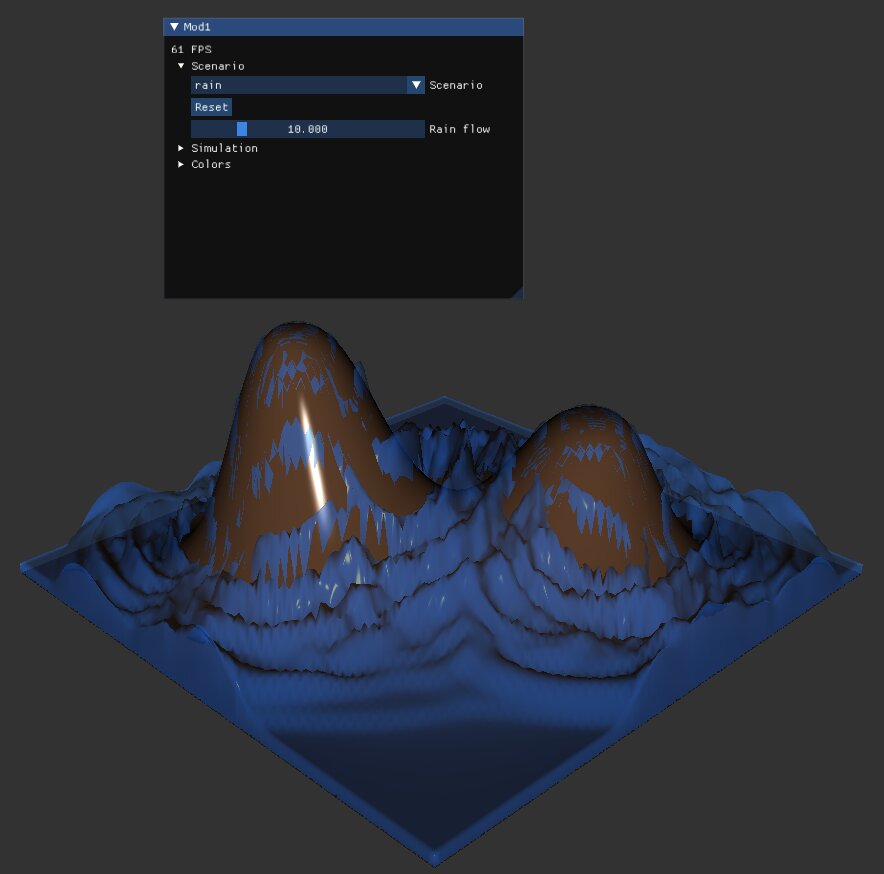 Mod1
61 FPS
Scenario
rain Scenario
Reset
10.000 Rain flow
Simulation
Colors